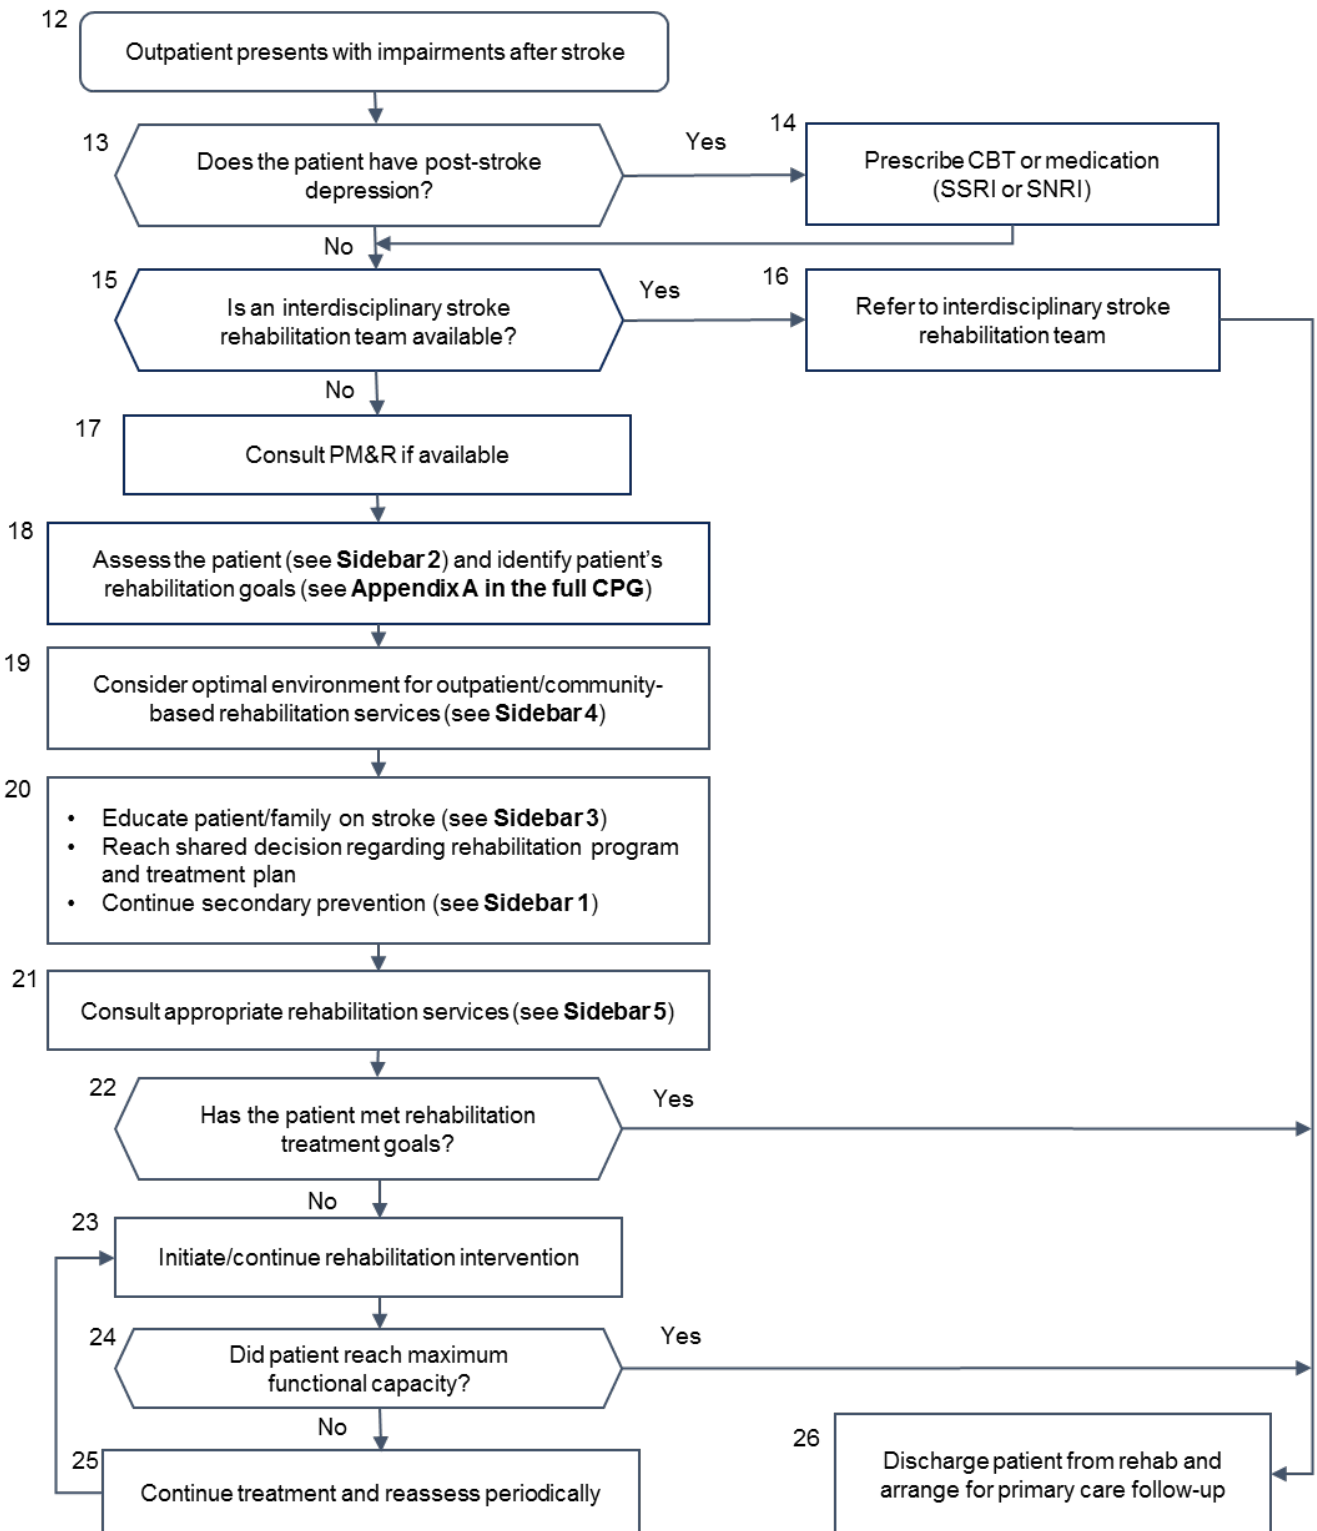 12
Outpatient presents with impairments after stroke
13
Does the patient have post-stroke
depression?
Yes
14
Prescribe CBT or medication
(SSRI or SNRI)
No
15
Is an interdisciplinary stroke
rehabilitation team available?
Yes
16
Refer to interdisciplinary stroke
rehabilitation team
No
17
Consult PM&R if available
18
Assess the patient (see Sidebar 2) and identify patient’s
rehabilitation goals (see Appendix A in the full CPG)
19
Consider optimal environment for outpatient/community-
based rehabilitation services (see Sidebar 4)
20
• Educate patient/family on stroke (see Sidebar 3)
• Reach shared decision regarding rehabilitation program
and treatment plan
• Continue secondary prevention (see Sidebar 1)
21
Consult appropriate rehabilitation services (see Sidebar 5)
22
Has the patient met rehabilitation
treatment goals?
Yes
No
23
Initiate/continue rehabilitation intervention
24
Did patient reach maximum
functional capacity?
Yes
No
25
Continue treatment and reassess periodically
26
Discharge patient from rehab and
arrange for primary care follow-up